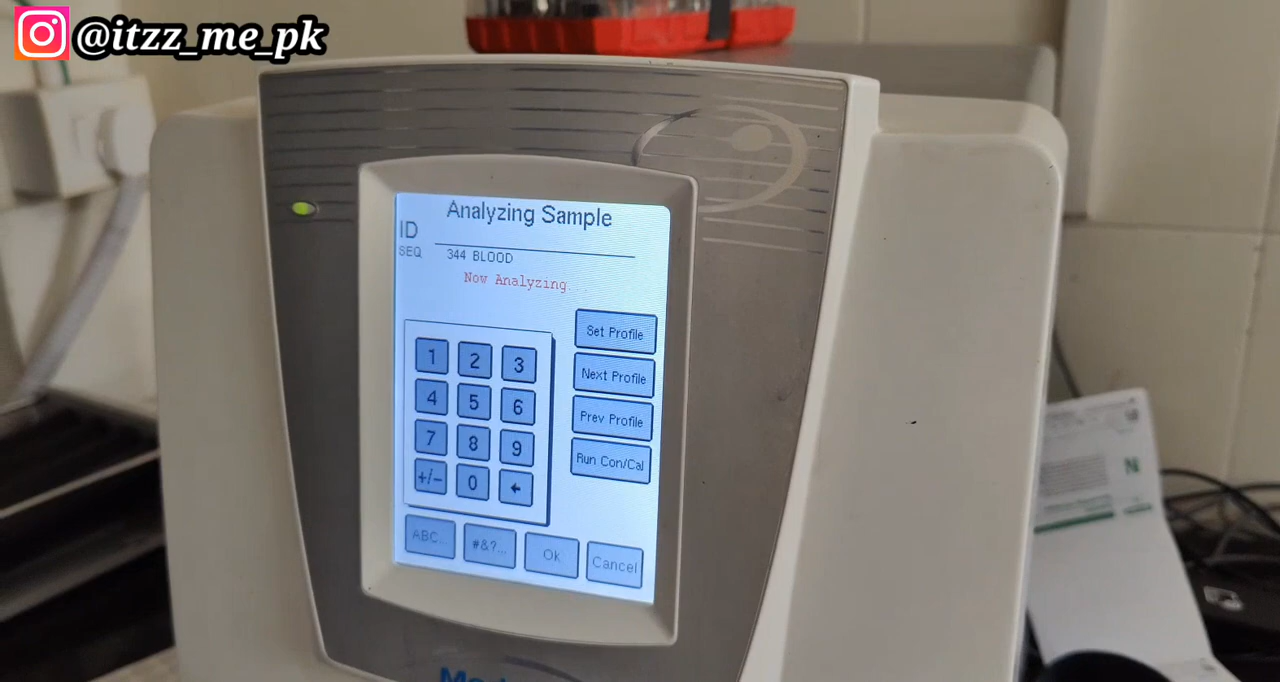 @itzz_me_pk
Analyzing Sample
ID
SEQ 344 BLOOD
Now Analyzing.
Set Profile
1 2 3
Next Profile
4 5 6
Prev Profile
7 8 9
Run Con/Cal
+/- 0 ←
ABC... #&?... Ok Cancel
N